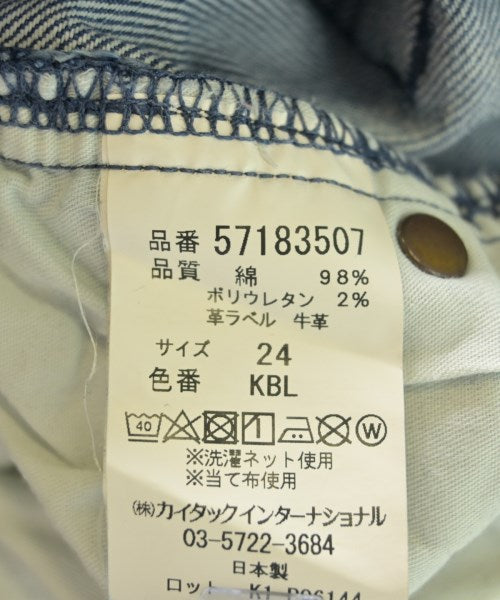 品番 57183507
品質 綿 98%
ポリウレタン 2%
革ラベル 牛革
サイズ 24
色番 KBL
40 W
※洗濯ネット使用
※当て布使用
(株)カイタックインターナショナル
03-5722-3684
日本製
ロット